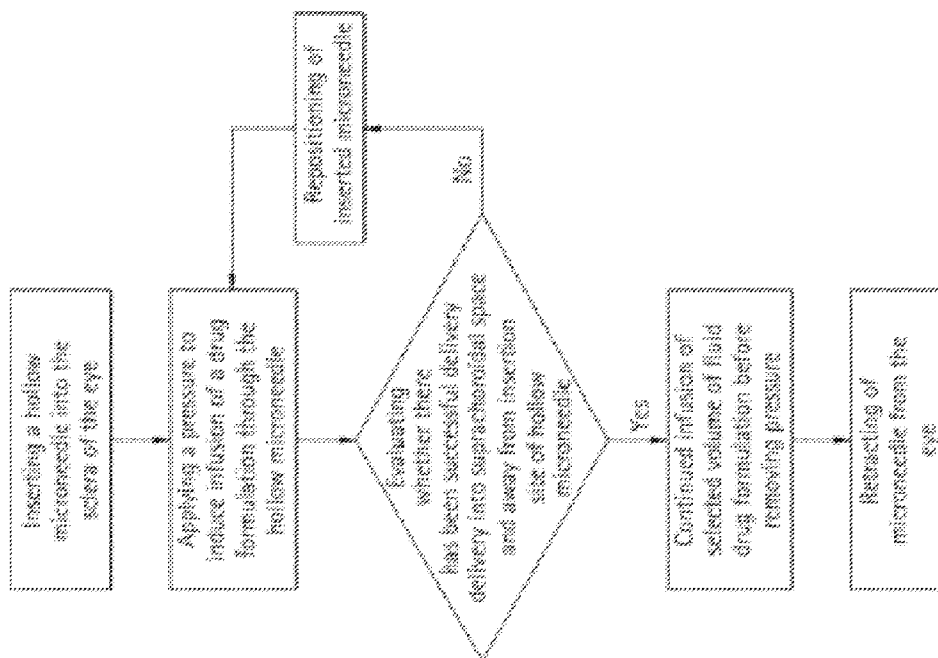 Inserting a hollow
microneedle into the
sclera of the eye
Applying a pressure to
induce infusion of a drug
formulation through the
hollow microneedle
Repositioning of
inserted microneedle
Evaluating
whether there
has been successful delivery
delivery into suprachoroidal space
and away from insertion
site of hollow
microneedle
No
Yes
Continued infusion of
selected volume of fluid
drug formulation before
removing pressure
Retracting of
microneedle from the
eye